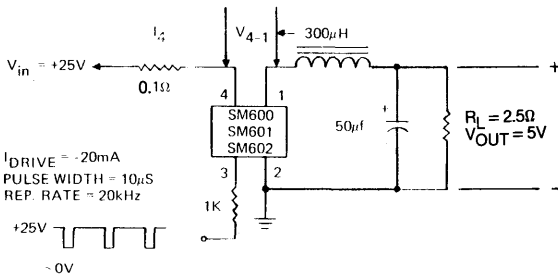 I4
V4-1
300μH
Vin = +25V
0.1Ω
4
1
SM600
SM601
SM602
50μf
+
RL = 2.5Ω
VOUT = 5V
+
−
IDRIVE = -20mA
PULSE WIDTH = 10μS
REP. RATE = 20kHz
3
2
1K
+25V
~0V